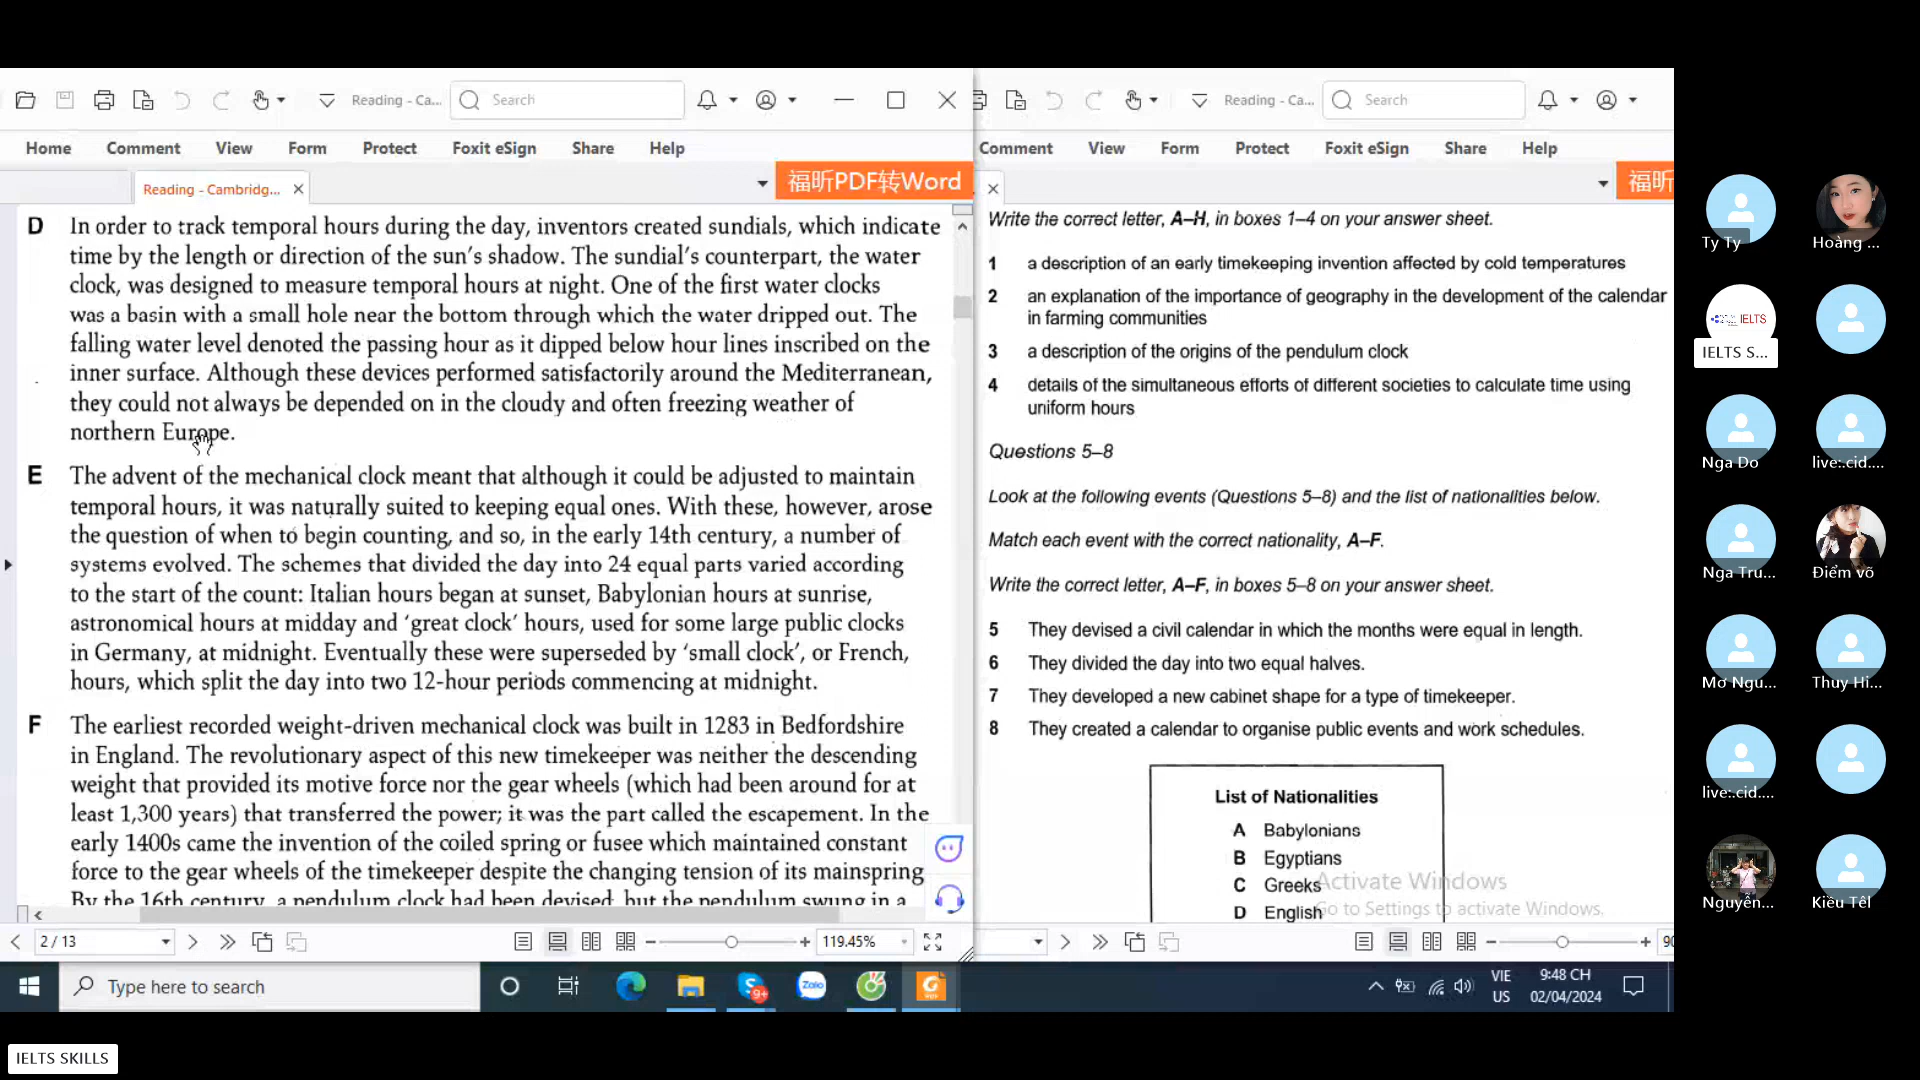 Reading - Ca...
Search
Reading - Ca...
Search
Home Comment View Form Protect Foxit eSign Share Help
Comment View Form Protect Foxit eSign Share Help
Reading - Cambridg...
福昕PDF转Word
福昕
D In order to track temporal hours during the day, inventors created sundials, which indicate
time by the length or direction of the sun's shadow. The sundial's counterpart, the water
clock, was designed to measure temporal hours at night. One of the first water clocks
was a basin with a small hole near the bottom through which the water dripped out. The
falling water level denoted the passing hour as it dipped below hour lines inscribed on the
inner surface. Although these devices performed satisfactorily around the Mediterranean,
they could not always be depended on in the cloudy and often freezing weather of
northern Europe.
E The advent of the mechanical clock meant that although it could be adjusted to maintain
temporal hours, it was naturally suited to keeping equal ones. With these, however, arose
the question of when to begin counting, and so, in the early 14th century, a number of
systems evolved. The schemes that divided the day into 24 equal parts varied according
to the start of the count: Italian hours began at sunset, Babylonian hours at sunrise,
astronomical hours at midday and 'great clock' hours, used for some large public clocks
in Germany, at midnight. Eventually these were superseded by 'small clock', or French,
hours, which split the day into two 12-hour periods commencing at midnight.
F The earliest recorded weight-driven mechanical clock was built in 1283 in Bedfordshire
in England. The revolutionary aspect of this new timekeeper was neither the descending
weight that provided its motive force nor the gear wheels (which had been around for at
least 1,300 years) that transferred the power; it was the part called the escapement. In the
early 1400s came the invention of the coiled spring or fusee which maintained constant
force to the gear wheels of the timekeeper despite the changing tension of its mainspring
By the 16th century, a pendulum clock had been devised, but the pendulum swung in a
Write the correct letter, A–H, in boxes 1–4 on your answer sheet.
1 a description of an early timekeeping invention affected by cold temperatures
2 an explanation of the importance of geography in the development of the calendar
in farming communities
3 a description of the origins of the pendulum clock
4 details of the simultaneous efforts of different societies to calculate time using
uniform hours
Questions 5–8
Look at the following events (Questions 5–8) and the list of nationalities below.
Match each event with the correct nationality, A–F.
Write the correct letter, A–F, in boxes 5–8 on your answer sheet.
5 They devised a civil calendar in which the months were equal in length.
6 They divided the day into two equal halves.
7 They developed a new cabinet shape for a type of timekeeper.
8 They created a calendar to organise public events and work schedules.
List of Nationalities
A Babylonians
B Egyptians
C Greeks
D English
Activate Windows
Go to Settings to activate Windows.
2 / 13
119.45%
90
Type here to search
9+
Zalo
PDF
VIE
US
9:48 CH
02/04/2024
Ty Ty
Hoàng ...
IELTS
IELTS S...
Nga Do
live:.cid....
Nga Tru...
Điểm võ
Mơ Ngu...
Thuy Hi...
live:.cid....
Nguyễn...
Kiều Têl
IELTS SKILLS